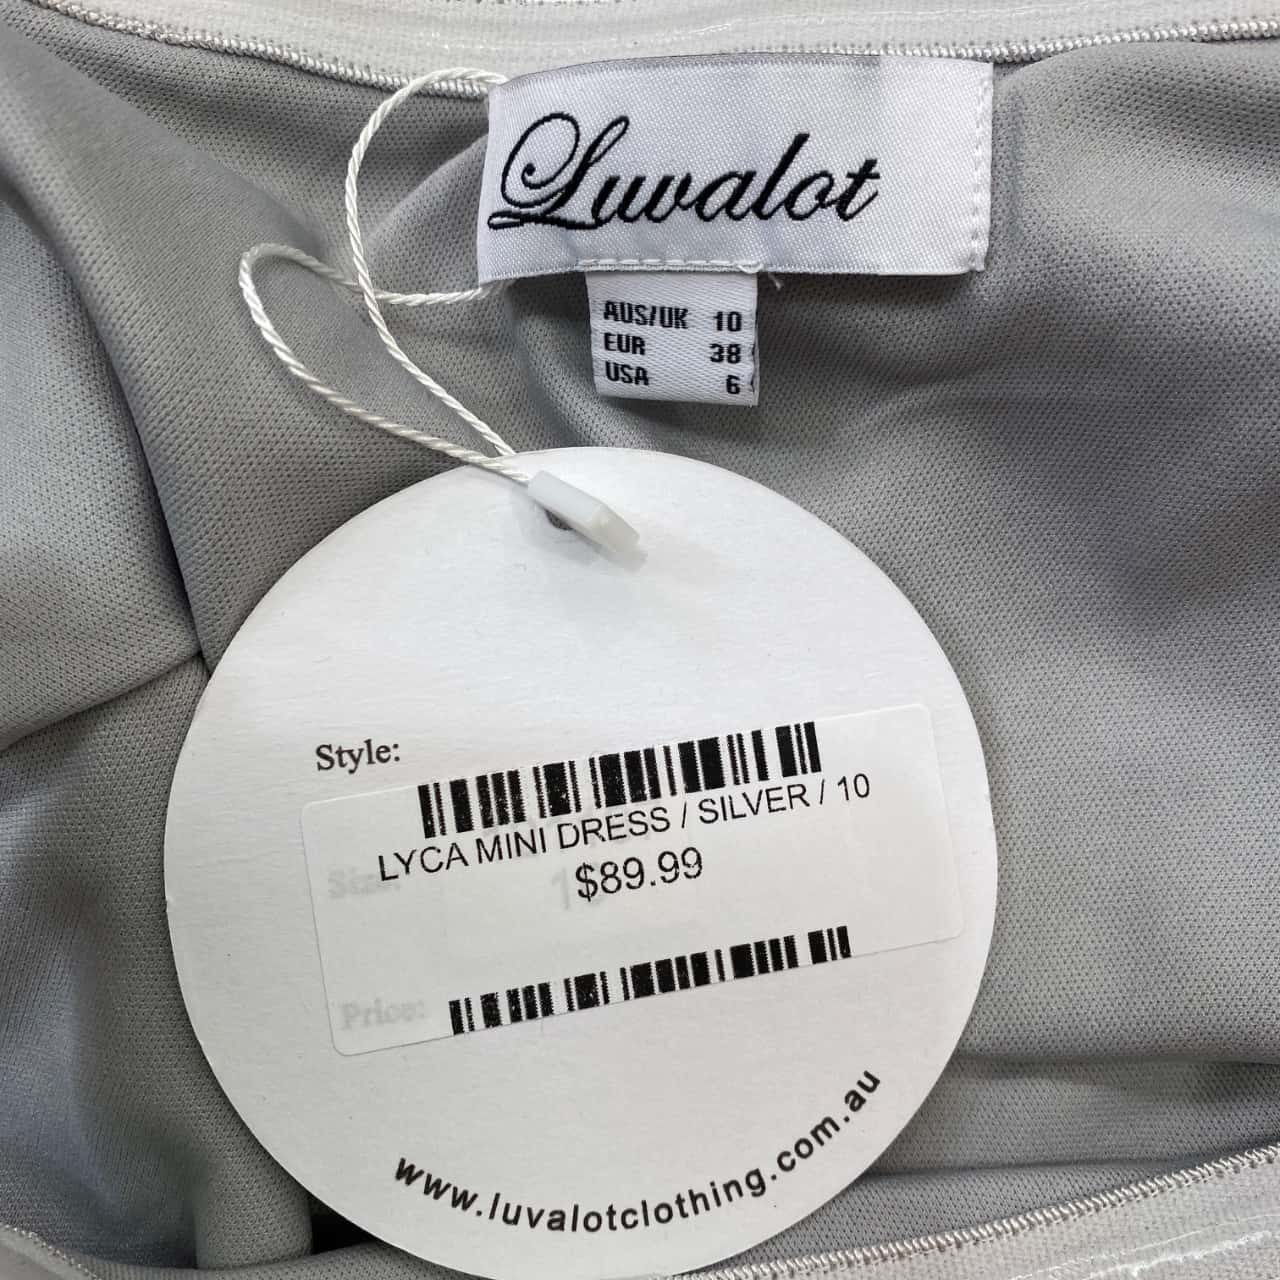 Luvalot
AUS/UK 10
EUR 38
USA 6
Style:
LYCA MINI DRESS / SILVER / 10
Size:
$89.99
Price:
www.luvalotclothing.com.au